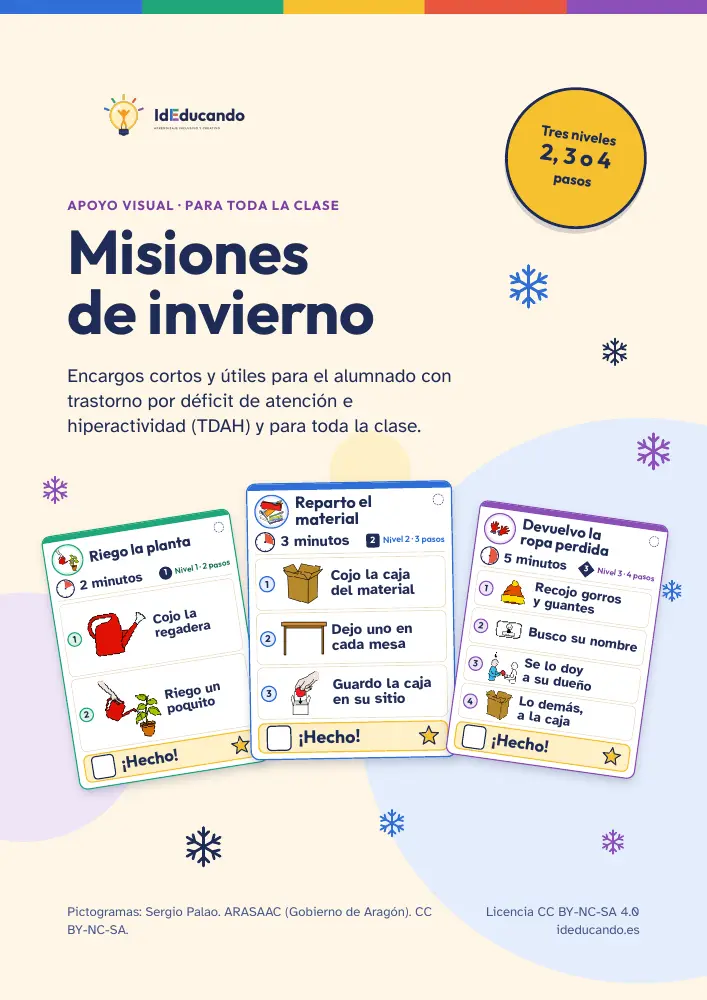 IdEducando
APRENDIZAJE INCLUSIVO Y CREATIVO
Tres niveles
2, 3 o 4
pasos
APOYO VISUAL · PARA TODA LA CLASE
Misiones
de invierno
Encargos cortos y útiles para el alumnado con
trastorno por déficit de atención e
hiperactividad (TDAH) y para toda la clase.
Riego la planta
2 minutos
1 Nivel 1 · 2 pasos
1 Cojo la
regadera
2 Riego un
poquito
¡Hecho!
Reparto el
material
3 minutos
2 Nivel 2 · 3 pasos
1 Cojo la caja
del material
2 Dejo uno en
cada mesa
3 Guardo la caja
en su sitio
¡Hecho!
Devuelvo la
ropa perdida
5 minutos
3 Nivel 3 · 4 pasos
1 Recojo gorros
y guantes
2 Busco su nombre
3 Se lo doy
a su dueño
4 Lo demás,
a la caja
¡Hecho!
Pictogramas: Sergio Palao. ARASAAC (Gobierno de Aragón). CC
BY-NC-SA.
Licencia CC BY-NC-SA 4.0
ideducando.es